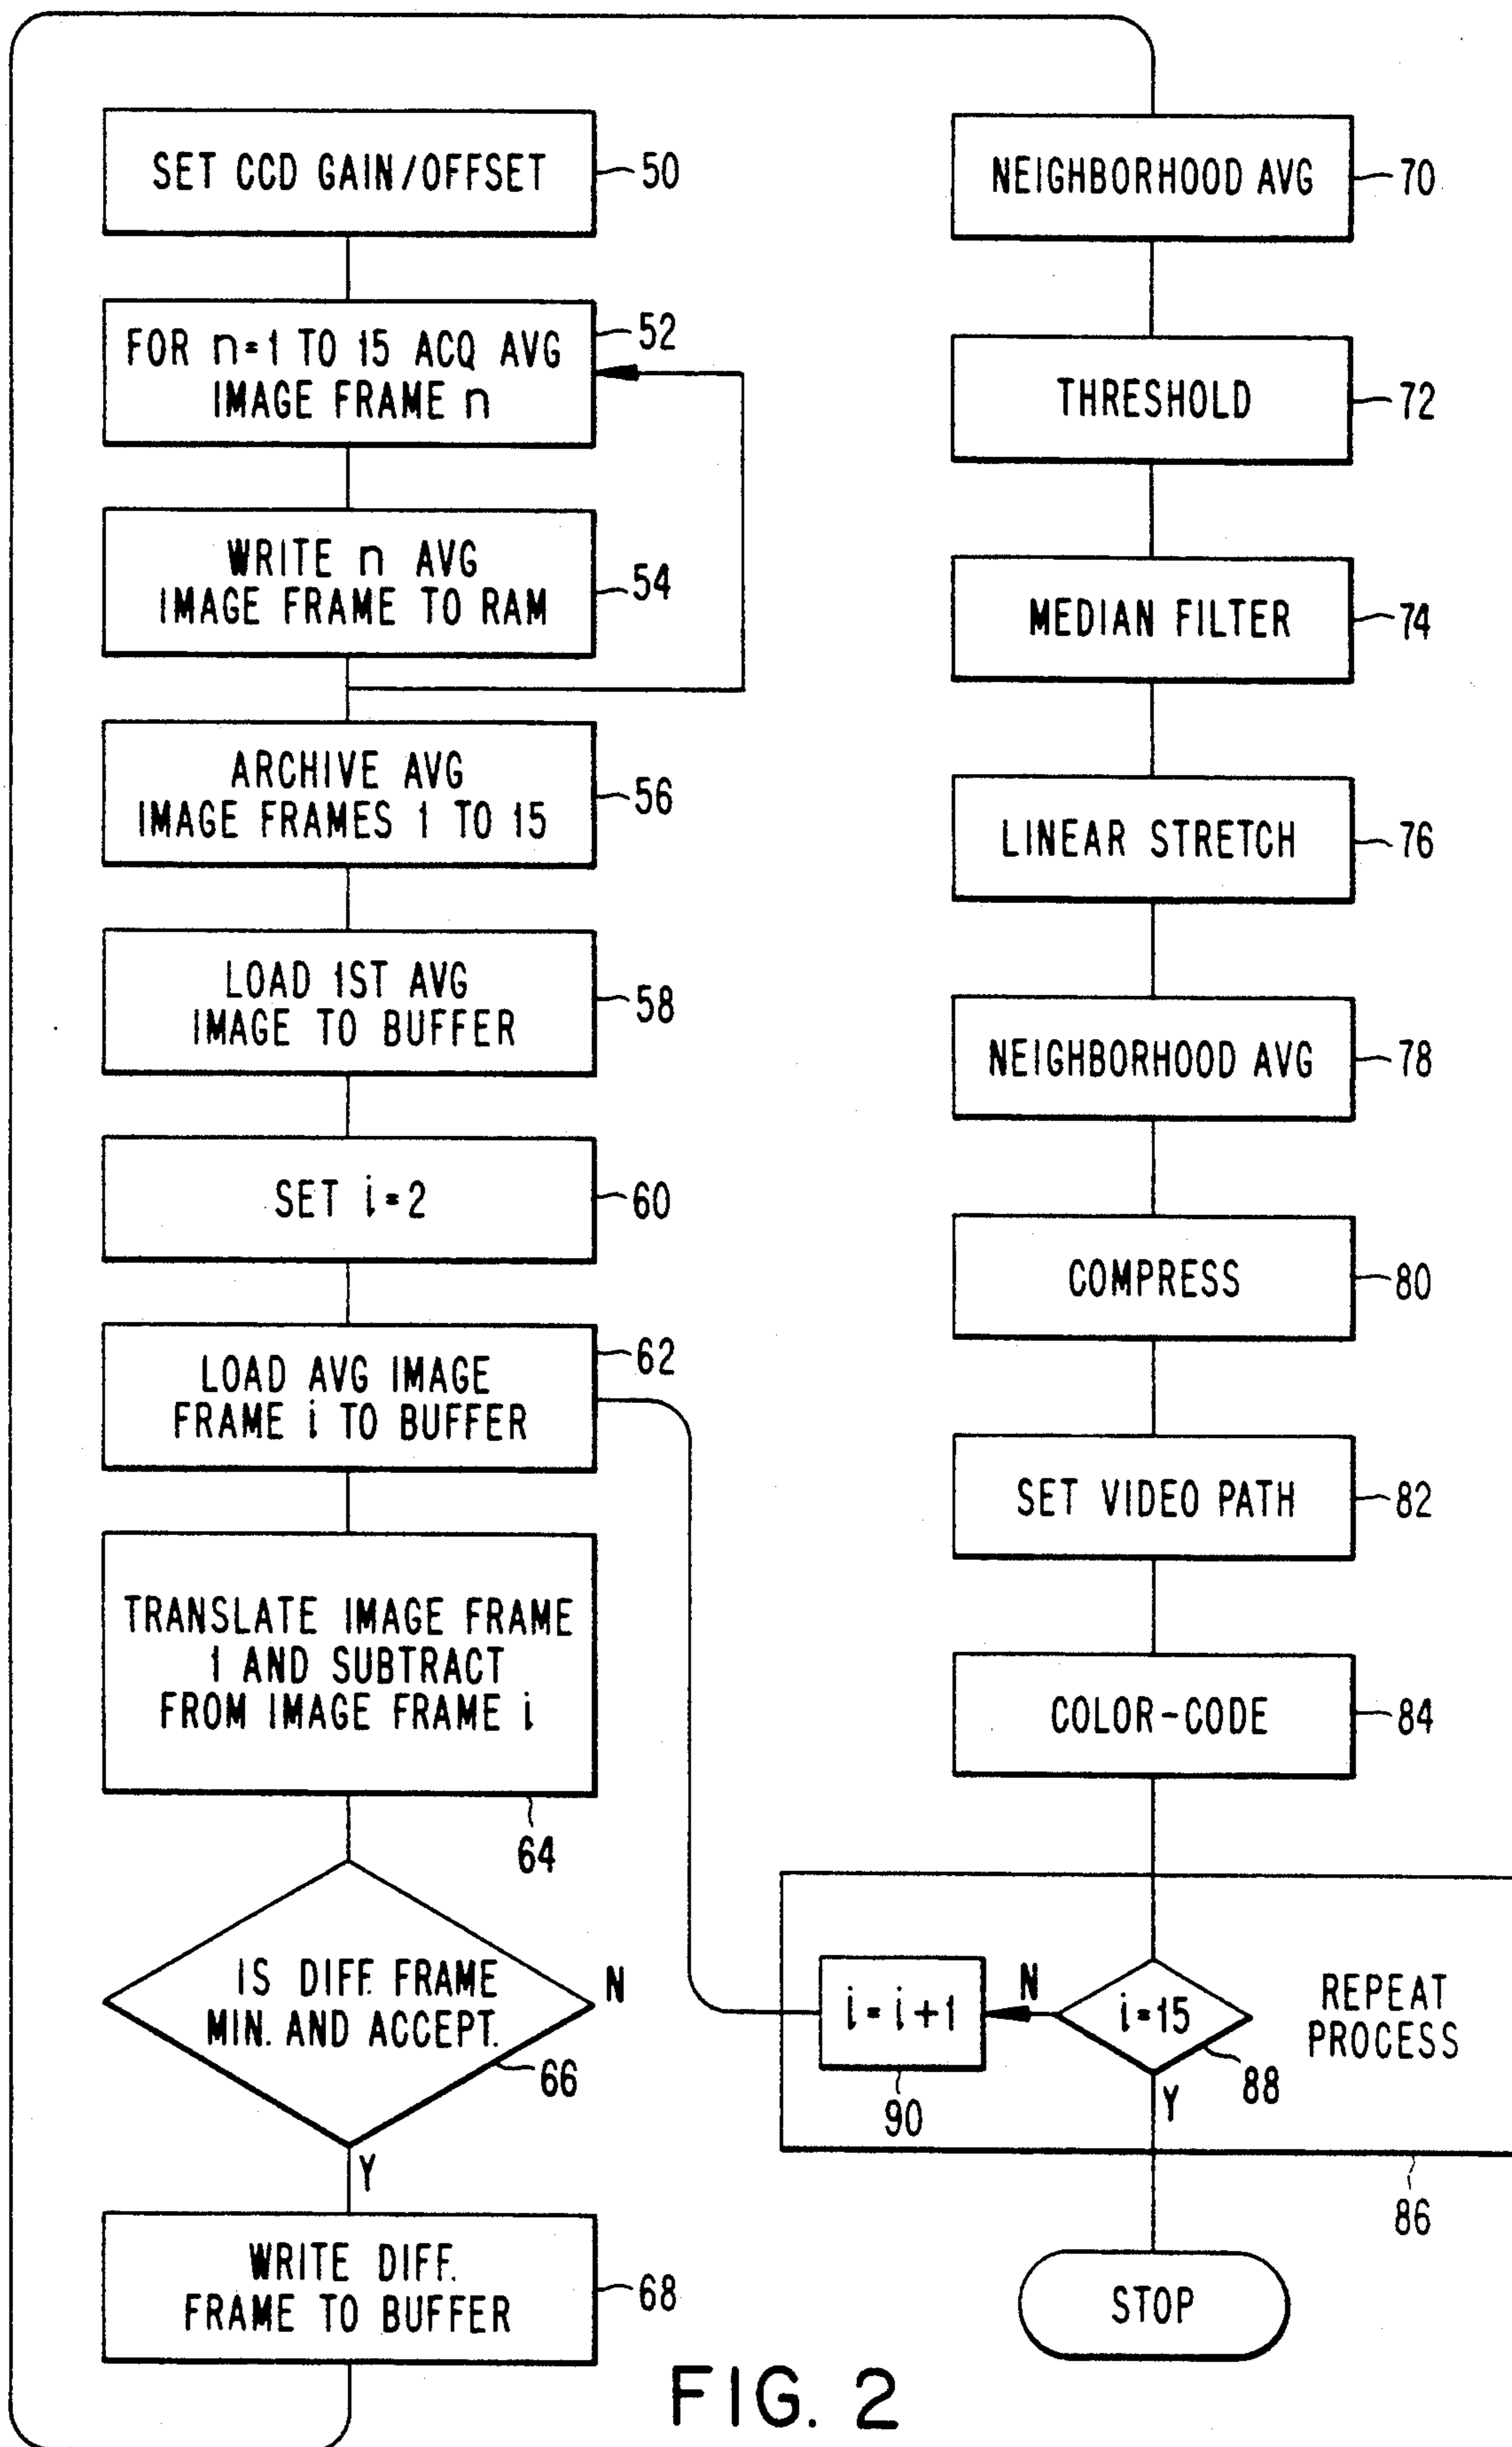 SET CCD GAIN/OFFSET
50
FOR n=1 TO 15 ACQ AVG
IMAGE FRAME n
52
WRITE n AVG
IMAGE FRAME TO RAM
54
ARCHIVE AVG
IMAGE FRAMES 1 TO 15
56
LOAD 1ST AVG
IMAGE TO BUFFER
58
SET i=2
60
LOAD AVG IMAGE
FRAME i TO BUFFER
62
TRANSLATE IMAGE FRAME
1 AND SUBTRACT
FROM IMAGE FRAME i
64
IS DIFF. FRAME
MIN. AND ACCEPT.
N
66
Y
WRITE DIFF.
FRAME TO BUFFER
68
NEIGHBORHOOD AVG
70
THRESHOLD
72
MEDIAN FILTER
74
LINEAR STRETCH
76
NEIGHBORHOOD AVG
78
COMPRESS
80
SET VIDEO PATH
82
COLOR-CODE
84
i=i+1
90
N
i=15
88
Y
REPEAT
PROCESS
86
STOP
FIG. 2